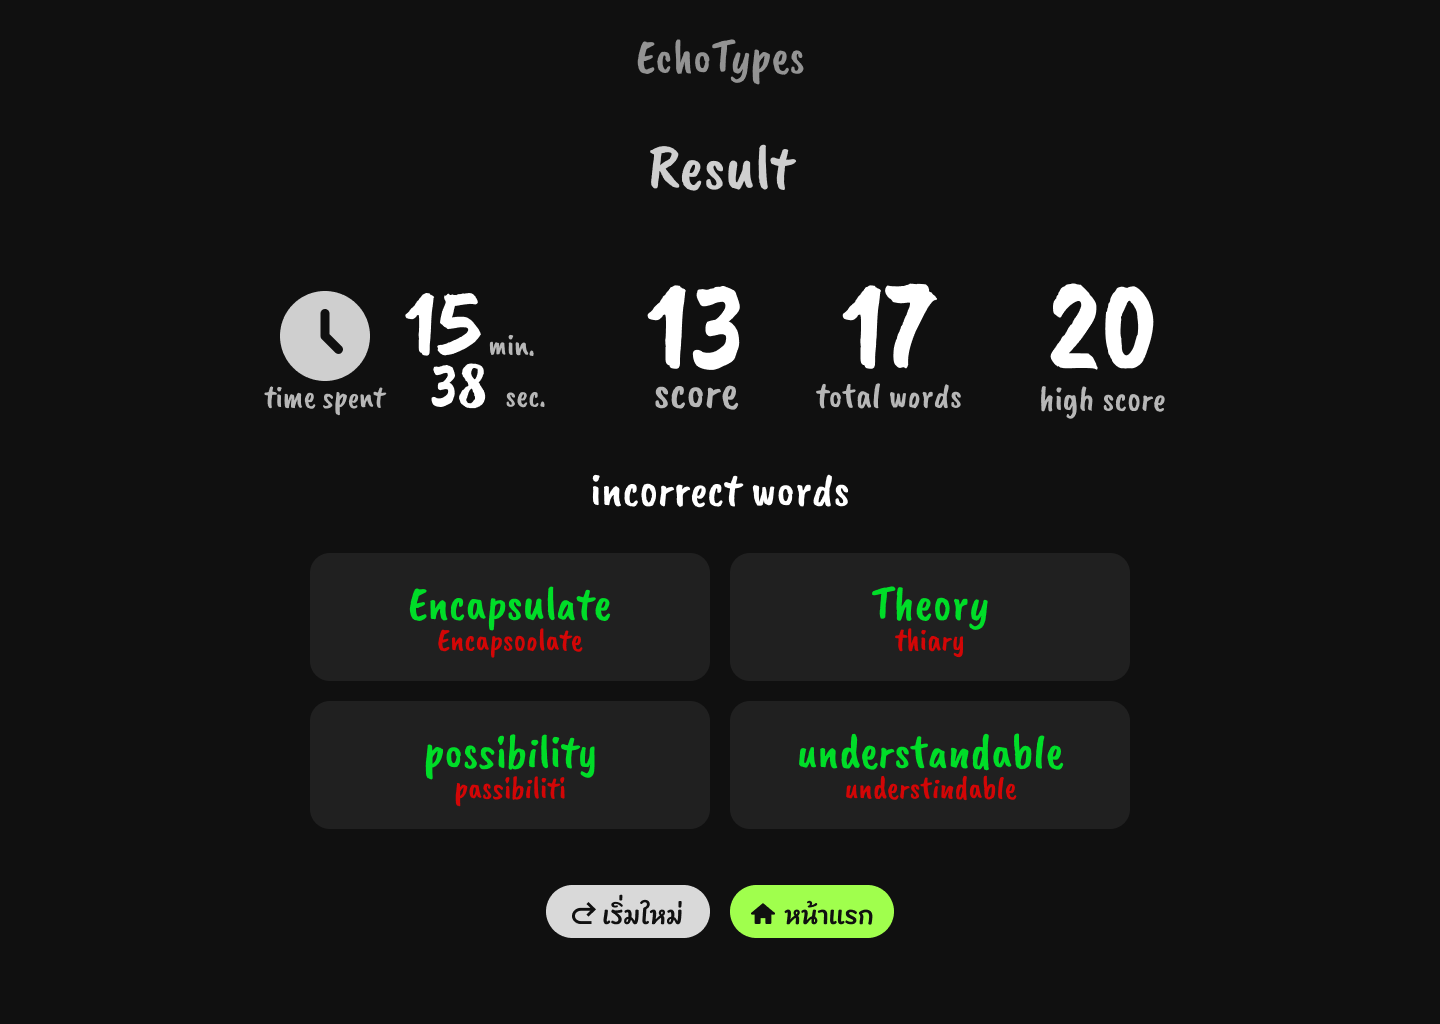 EchoTypes
Result
15 min.
38 sec.
time spent
13
score
17
total words
20
high score
incorrect words
Encapsulate
Encapsoolate
Theory
thiary
possibility
passibiliti
understandable
understindable
เริ่มใหม่
หน้าแรก